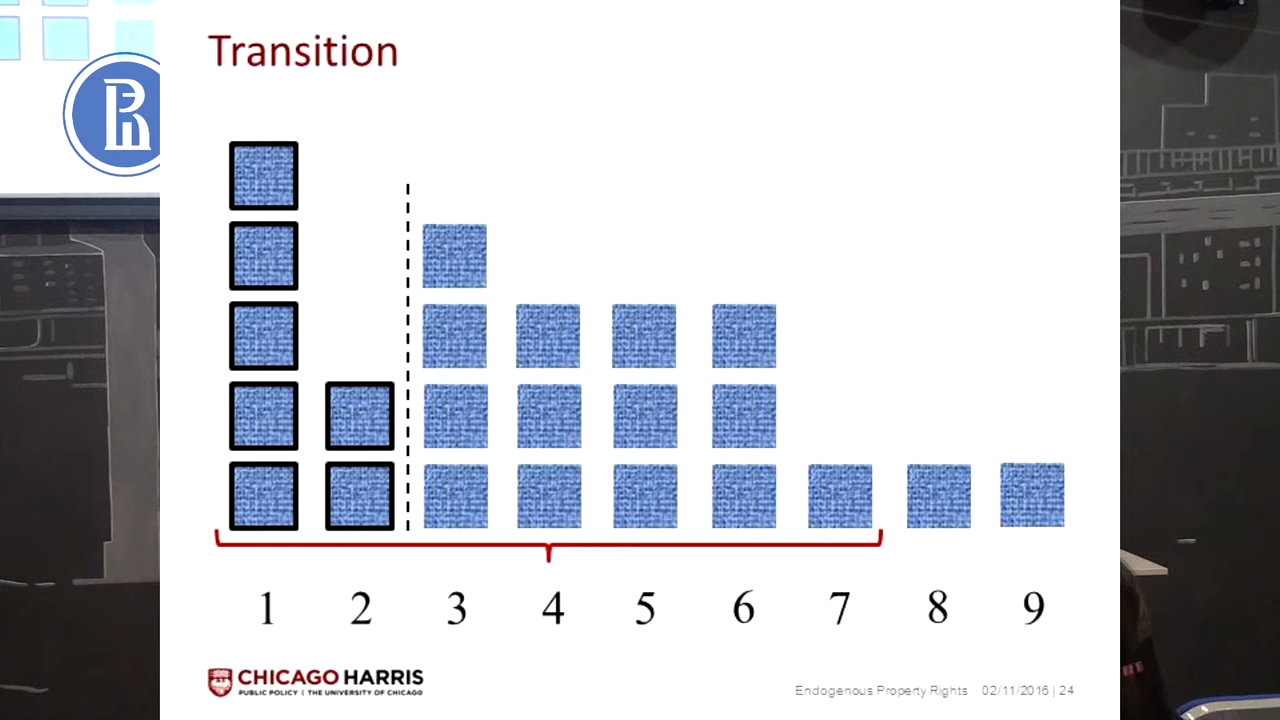 Transition
1 2 3 4 5 6 7 8 9
CHICAGO HARRIS
PUBLIC POLICY | THE UNIVERSITY OF CHICAGO
Endogenous Property Rights 02/11/2016 | 24